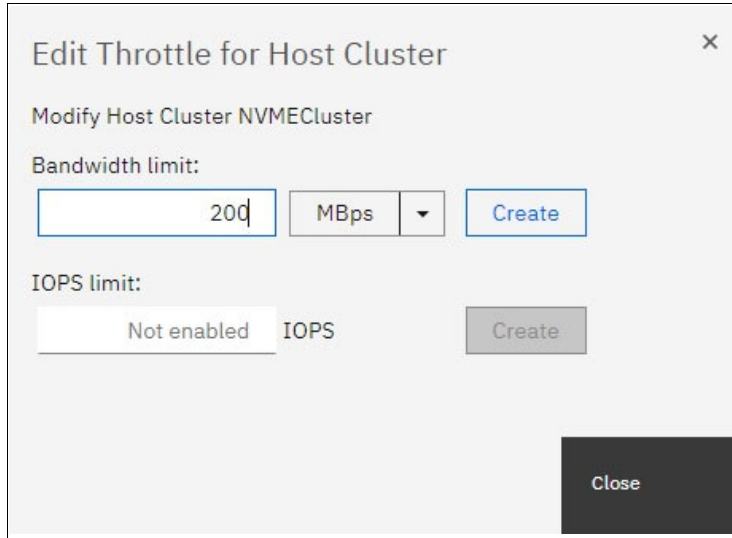 Edit Throttle for Host Cluster
Modify Host Cluster NVMECluster
Bandwidth limit:
200 MBps Create
IOPS limit:
Not enabled IOPS Create
Close